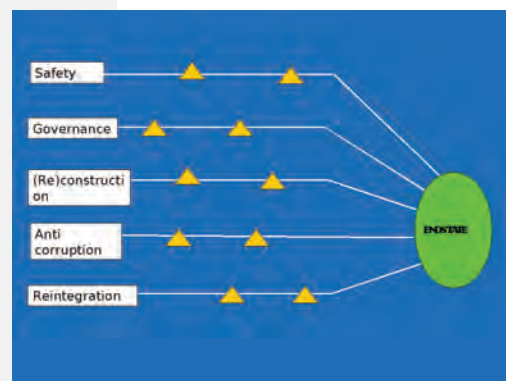 Safety
Governance
(Re)constructi
on
Anti
corruption
Reintegration
ENDSTATE